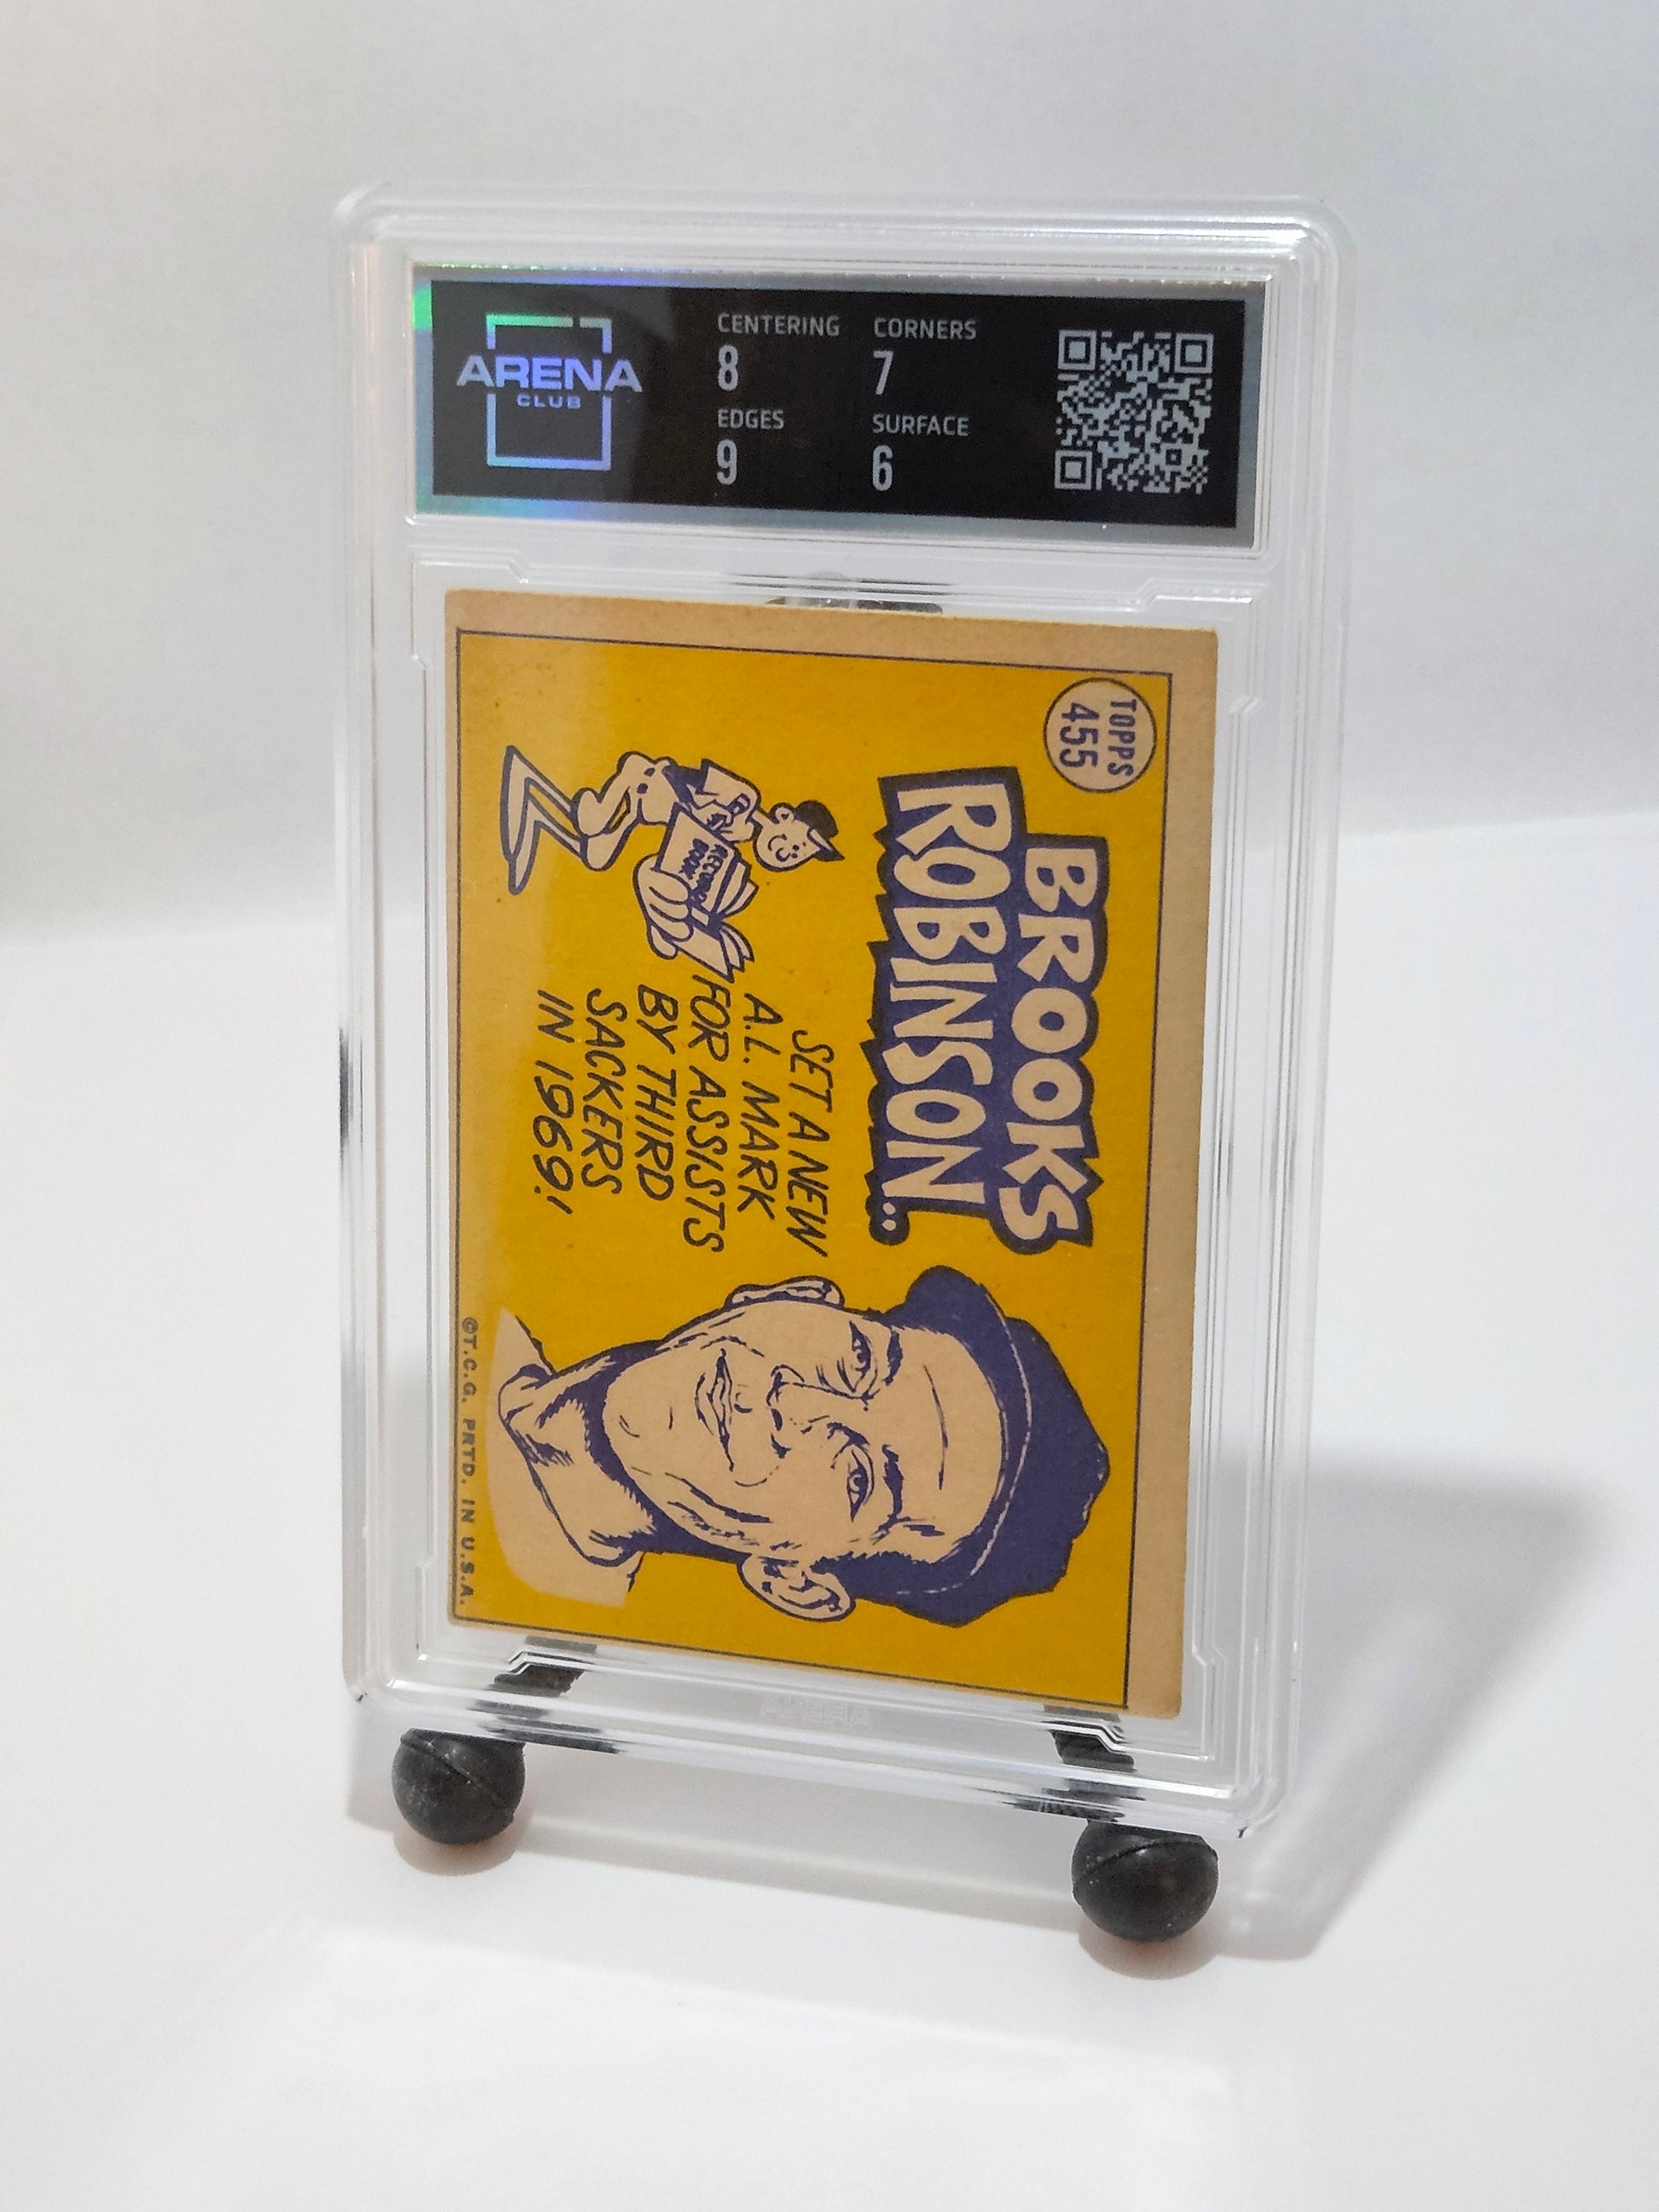 ARENA
CLUB
CENTERING
8
CORNERS
7
EDGES
9
SURFACE
6
TOPPS
455
BROOKS
ROBINSON..
SET A NEW
A.L. MARK
FOR ASSISTS
BY THIRD
SACKERS
IN 1969!
RECORD
BOOK
©T.C.G. PRTD. IN U.S.A.